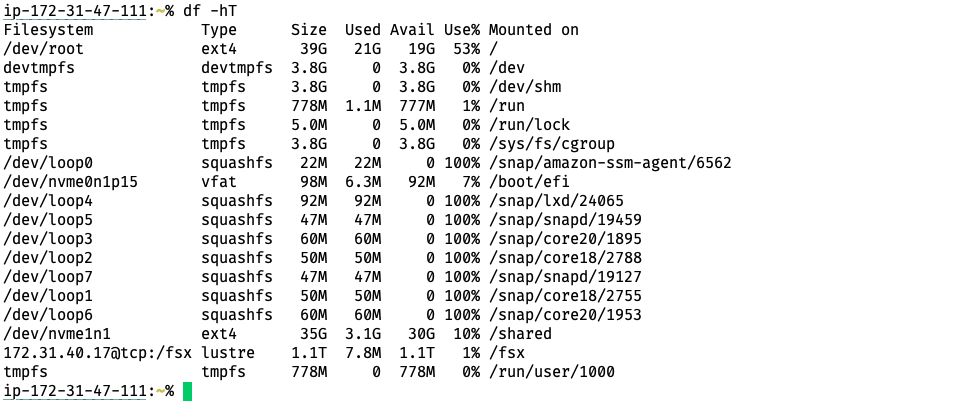 ip-172-31-47-111:~% df -hT
Filesystem            Type      Size  Used Avail Use% Mounted on
/dev/root             ext4       39G   21G   19G  53% /
devtmpfs              devtmpfs  3.8G     0  3.8G   0% /dev
tmpfs                 tmpfs     3.8G     0  3.8G   0% /dev/shm
tmpfs                 tmpfs     778M  1.1M  777M   1% /run
tmpfs                 tmpfs     5.0M     0  5.0M   0% /run/lock
tmpfs                 tmpfs     3.8G     0  3.8G   0% /sys/fs/cgroup
/dev/loop0            squashfs   22M   22M     0 100% /snap/amazon-ssm-agent/6562
/dev/nvme0n1p15       vfat       98M  6.3M   92M   7% /boot/efi
/dev/loop4            squashfs   92M   92M     0 100% /snap/lxd/24065
/dev/loop5            squashfs   47M   47M     0 100% /snap/snapd/19459
/dev/loop3            squashfs   60M   60M     0 100% /snap/core20/1895
/dev/loop2            squashfs   50M   50M     0 100% /snap/core18/2788
/dev/loop7            squashfs   47M   47M     0 100% /snap/snapd/19127
/dev/loop1            squashfs   50M   50M     0 100% /snap/core18/2755
/dev/loop6            squashfs   60M   60M     0 100% /snap/core20/1953
/dev/nvme1n1          ext4       35G  3.1G   30G  10% /shared
172.31.40.17@tcp:/fsx lustre    1.1T  7.8M  1.1T   1% /fsx
tmpfs                 tmpfs     778M     0  778M   0% /run/user/1000
ip-172-31-47-111:~%